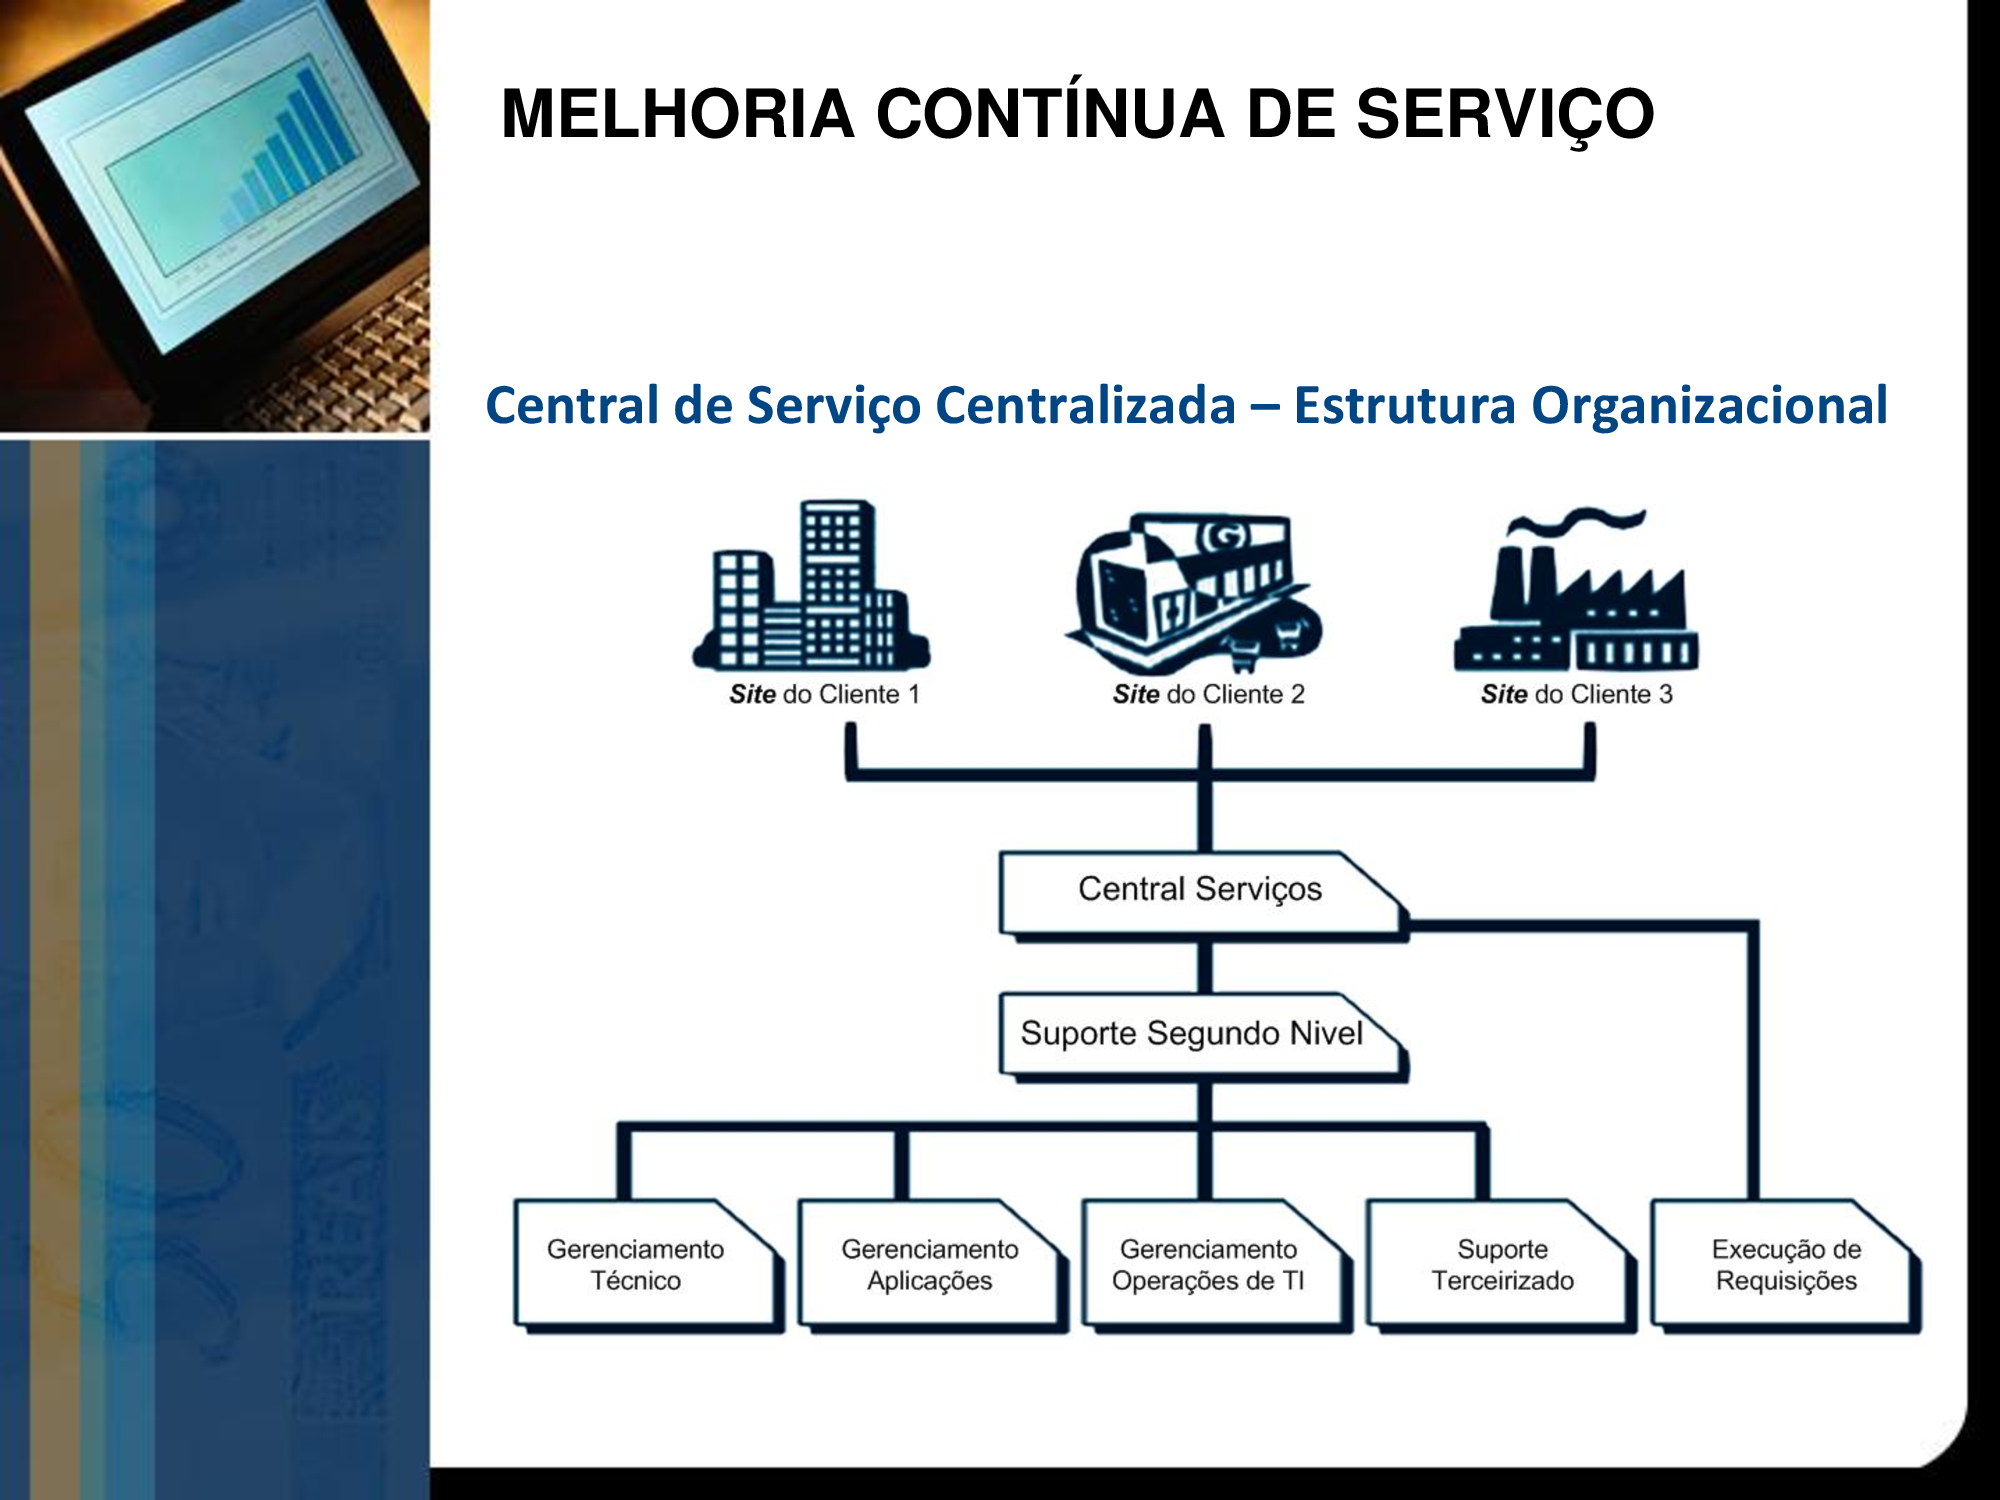 MELHORIA CONTÍNUA DE SERVIÇO
Central de Serviço Centralizada – Estrutura Organizacional
G
Site do Cliente 1
Site do Cliente 2
Site do Cliente 3
Central Serviços
Suporte Segundo Nivel
Gerenciamento
Técnico
Gerenciamento
Aplicações
Gerenciamento
Operações de TI
Suporte
Terceirizado
Execução de
Requisições
REAIS